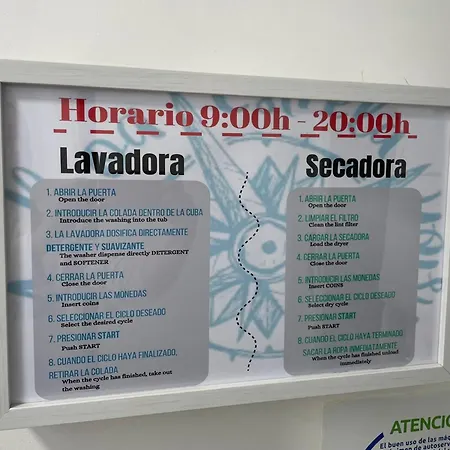 Horario 9:00h - 20:00h
Lavadora
1. ABRIR LA PUERTA
Open the door
2. INTRODUCIR LA COLADA DENTRO DE LA CUBA
Introduce the washing into the tub
3. LA LAVADORA DOSIFICA DIRECTAMENTE
DETERGENTE Y SUAVIZANTE
The washer dispense directly DETERGENT
and SOFTENER
4. CERRAR LA PUERTA
Close the door
5. INTRODUCIR LAS MONEDAS
Insert coins
6. SELECCIONAR EL CICLO DESEADO
Select the desired cycle
7. PRESIONAR START
Push START
8. CUANDO EL CICLO HAYA FINALIZADO,
RETIRAR LA COLADA
When the cycle has finished, take out
the washing
Secadora
1. ABRIR LA PUERTA
Open the door
2. LIMPIAR EL FILTRO
Clean the lint filter
3. CARGAR LA SECADORA
Load the dryer
4. CERRAR LA PUERTA
Close the door
5. INTRODUCIR LAS MONEDAS
Insert COINS
6. SELECCIONAR EL CICLO DESEADO
Select dry cycle
7. PRESIONAR START
Push START
8. CUANDO EL CICLO HAYA TERMINADO
SACAR LA ROPA INMEDIATAMENTE
When the cycle has finished unload
immediately
ATENCIO
El buen uso de las máq
imen de autoserv